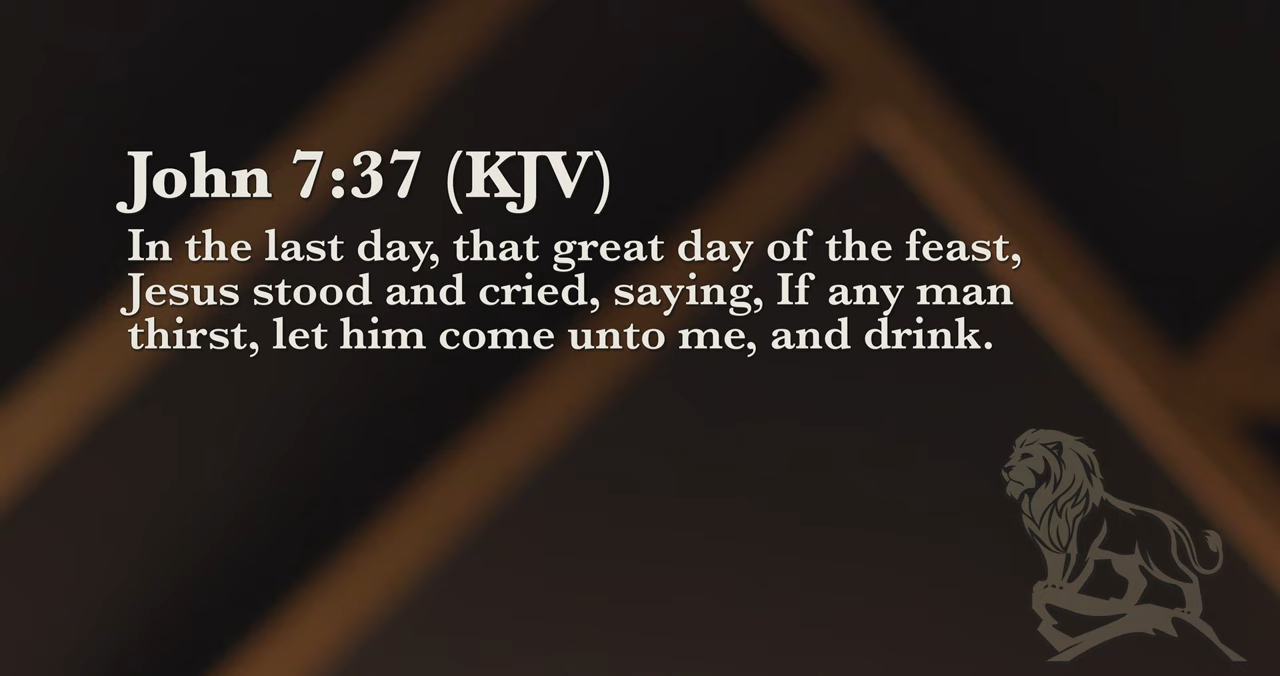 John 7:37 (KJV)
In the last day, that great day of the feast,
Jesus stood and cried, saying, If any man
thirst, let him come unto me, and drink.